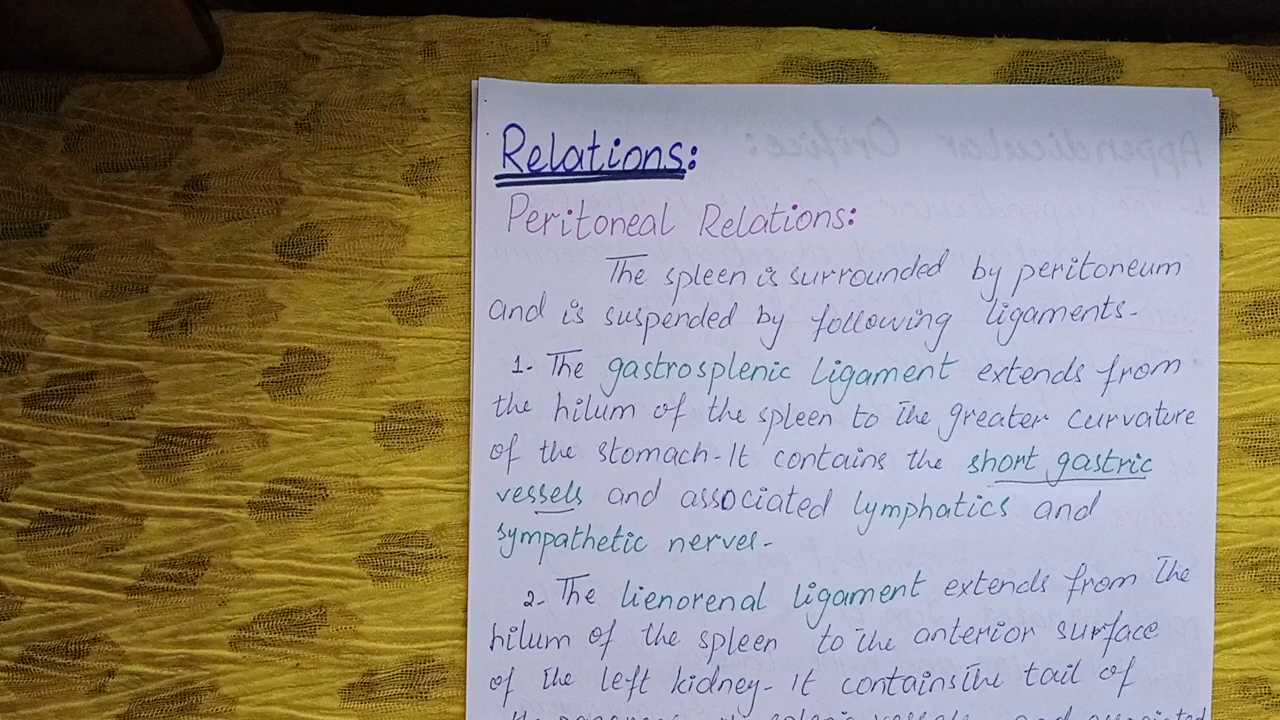 Relations:
Peritoneal Relations:
The spleen is surrounded by peritoneum
and is suspended by following ligaments.
1. The gastrosplenic ligament extends from
the hilum of the spleen to the greater curvature
of the stomach. It contains the short gastric
vessels and associated lymphatics and
sympathetic nerves.
2. The lienorenal ligament extends from the
hilum of the spleen to the anterior surface
of the left kidney. It contains the tail of